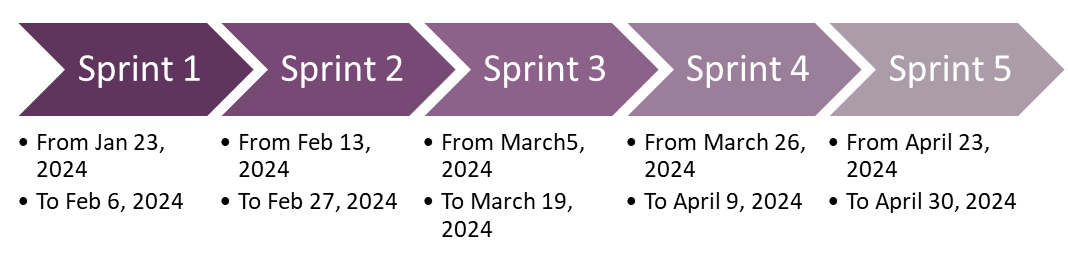 Sprint 1
Sprint 2
Sprint 3
Sprint 4
Sprint 5
• From Jan 23,
2024
• To Feb 6, 2024
• From Feb 13,
2024
• To Feb 27, 2024
• From March5,
2024
• To March 19,
2024
• From March 26,
2024
• To April 9, 2024
• From April 23,
2024
• To April 30, 2024